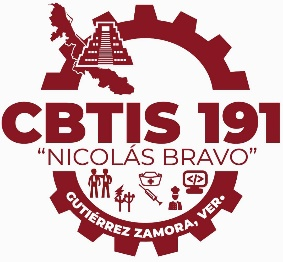 CBTIS 191
“NICOLÁS BRAVO”
GUTIÉRREZ ZAMORA, VER.